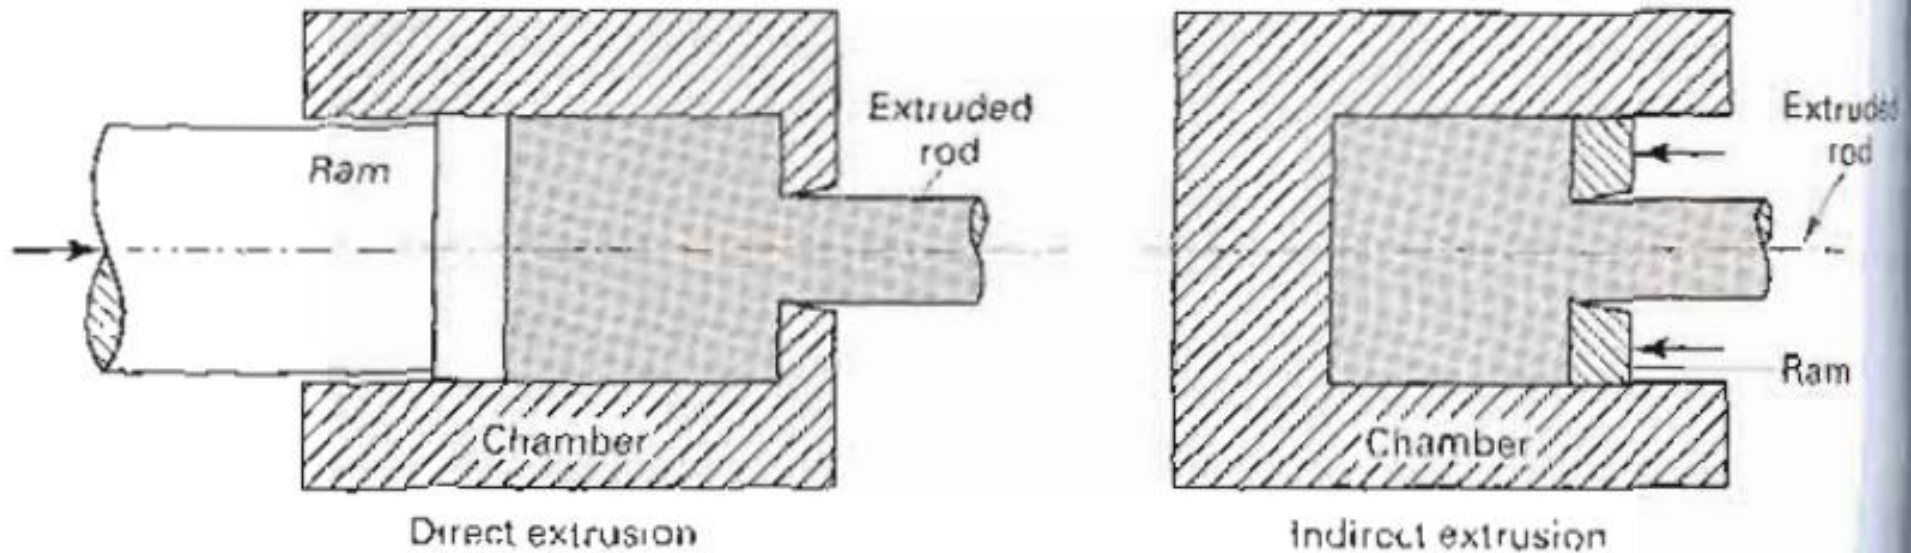 Extruded
rod
Ram
Chamber
Direct extrusion
Extruded
rod
Ram
Chamber
Indirect extrusion